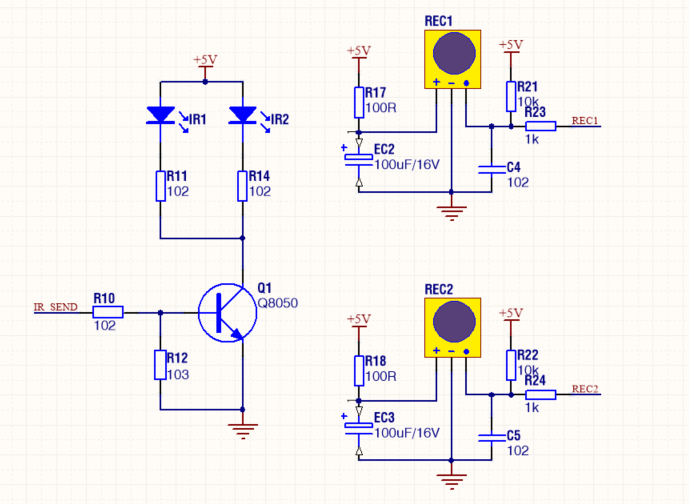 +5V
IR1
IR2
R11
102
R14
102
Q1
Q8050
IR_SEND
R10
102
R12
103
REC1
+5V
+5V
R17
100R
+ − ●
R21
10k
R23
REC1
1k
+
EC2
100uF/16V
C4
102
REC2
+5V
+5V
R18
100R
+ − ●
R22
10k
R24
REC2
1k
+
EC3
100uF/16V
C5
102